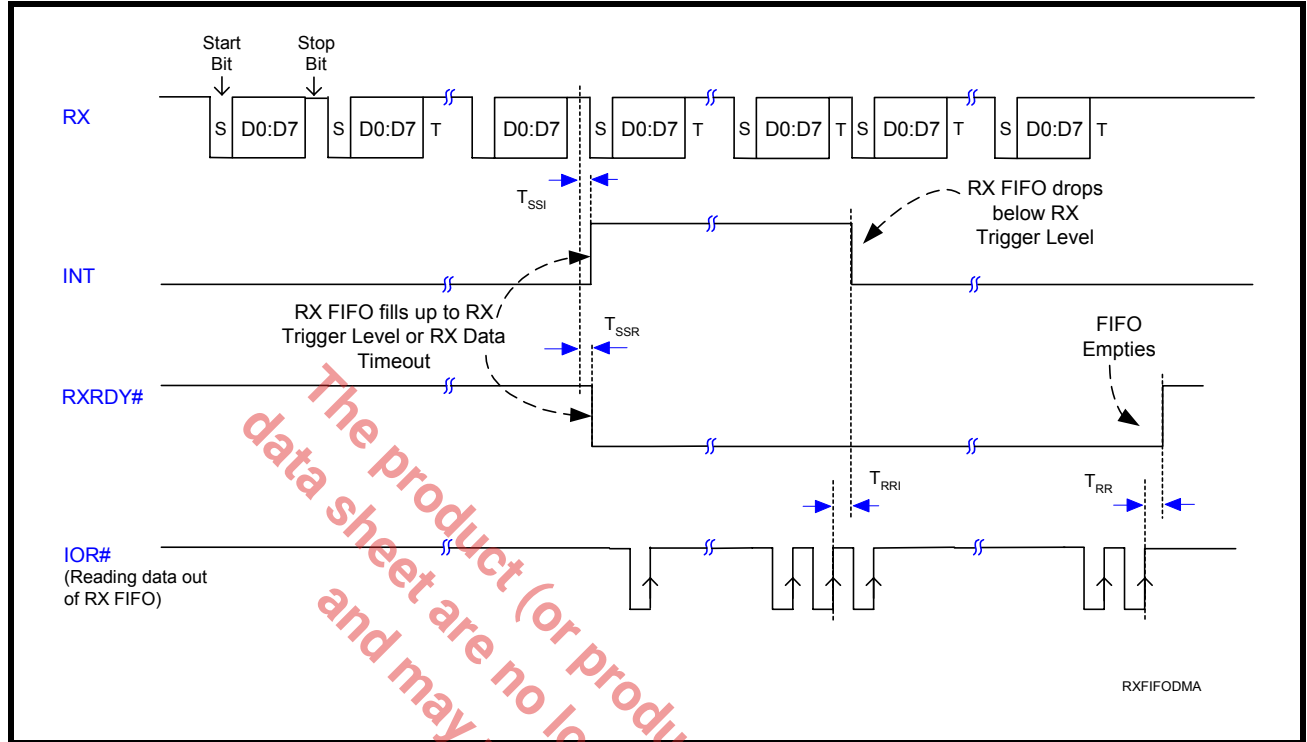 Start
Bit
Stop
Bit
RX
S D0:D7 S D0:D7 T D0:D7 S D0:D7 T S D0:D7 T S D0:D7 T S D0:D7 T
TSSI
RX FIFO drops
below RX
Trigger Level
INT
RX FIFO fills up to RX
Trigger Level or RX Data
Timeout
TSSR
FIFO
Empties
RXRDY#
TRRI
TRR
IOR#
(Reading data out
of RX FIFO)
RXFIFODMA
The product (or produ
data sheet are no lo
and may